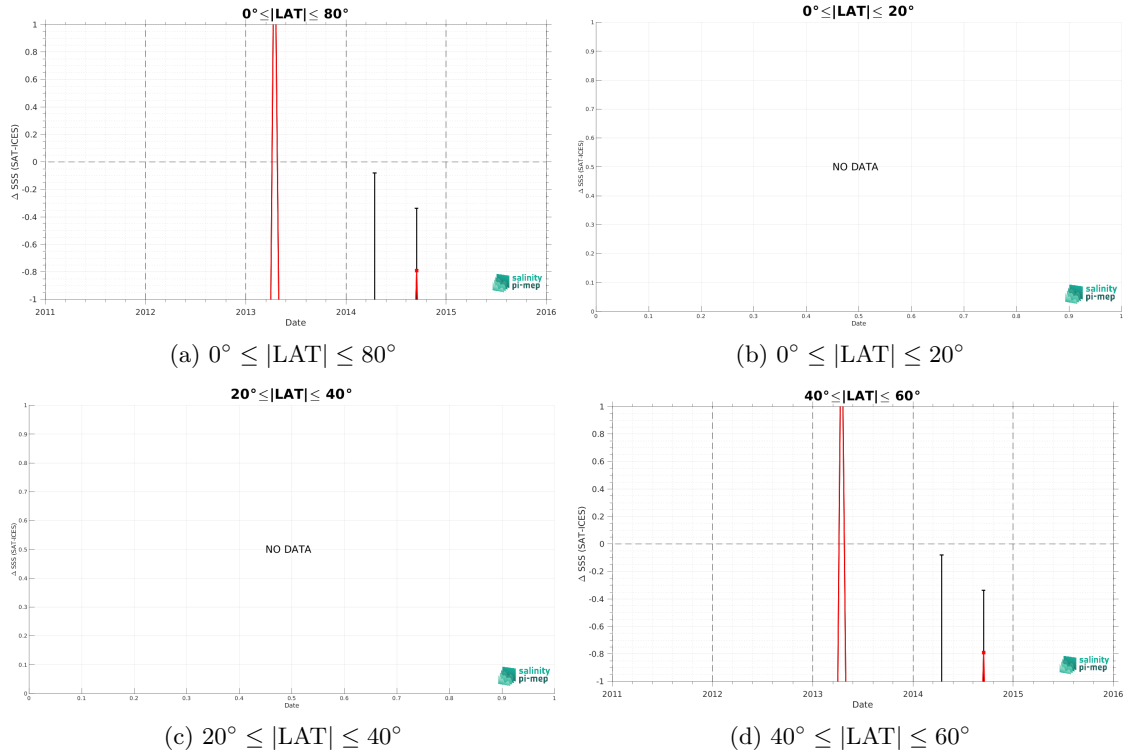 0°≤|LAT|≤ 80°
1
0.8
0.6
0.4
0.2
0
-0.2
-0.4
-0.6
-0.8
-1
Δ SSS (SAT-ICES)
2011 2012 2013 2014 2015 2016
Date
salinity
pi-mep
(a) 0° ≤ |LAT| ≤ 80°
0°≤|LAT|≤ 20°
1
0.9
0.8
0.7
0.6
0.5
0.4
0.3
0.2
0.1
0
Δ SSS (SAT-ICES)
NO DATA
0 0.1 0.2 0.3 0.4 0.5 0.6 0.7 0.8 0.9 1
Date
salinity
pi-mep
(b) 0° ≤ |LAT| ≤ 20°
20°≤|LAT|≤ 40°
1
0.9
0.8
0.7
0.6
0.5
0.4
0.3
0.2
0.1
0
Δ SSS (SAT-ICES)
NO DATA
0 0.1 0.2 0.3 0.4 0.5 0.6 0.7 0.8 0.9 1
Date
salinity
pi-mep
(c) 20° ≤ |LAT| ≤ 40°
40°≤|LAT|≤ 60°
1
0.8
0.6
0.4
0.2
0
-0.2
-0.4
-0.6
-0.8
-1
Δ SSS (SAT-ICES)
2011 2012 2013 2014 2015 2016
Date
salinity
pi-mep
(d) 40° ≤ |LAT| ≤ 60°